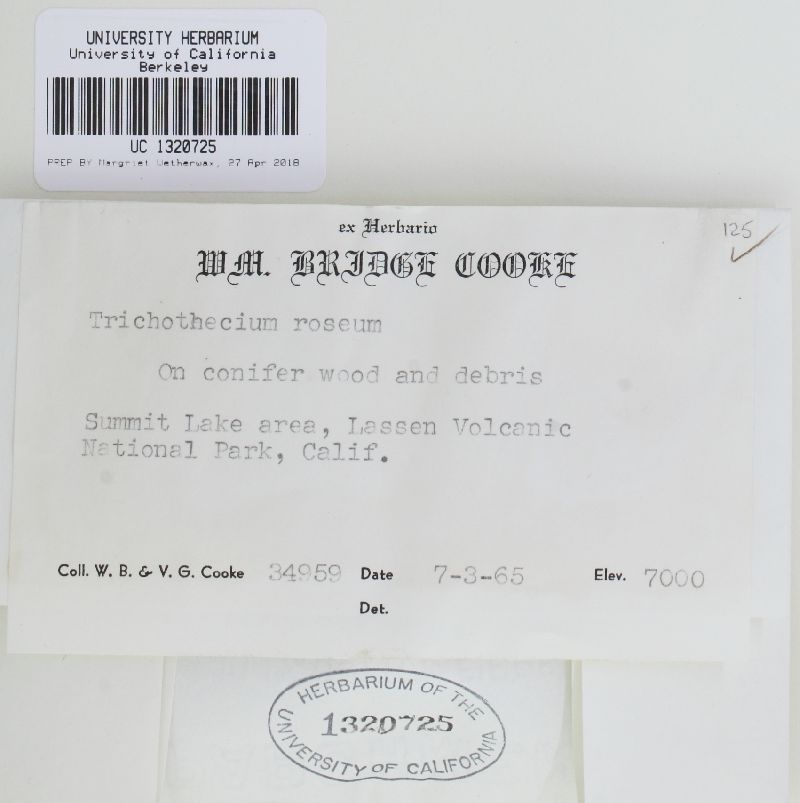 UNIVERSITY HERBARIUM
University of California
Berkeley
UC 1320725
PREP BY Margriet Wetherwax, 27 Apr 2018
125
ex Herbario
WM. BRIDGE COOKE
Trichothecium roseum
On conifer wood and debris
Summit Lake area, Lassen Volcanic
National Park, Calif.
Coll. W. B. & V. G. Cooke 34959 Date 7-3-65 Elev. 7000
Det.
HERBARIUM OF THE
1320725
UNIVERSITY OF CALIFORNIA